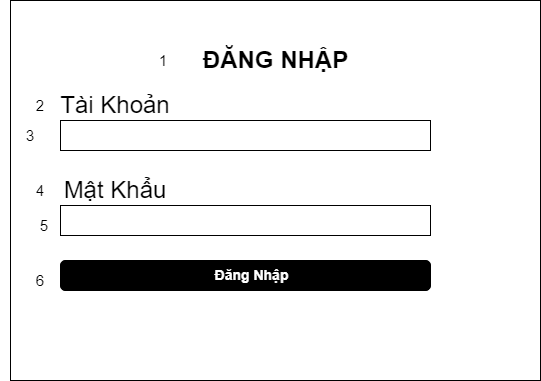 1 ĐĂNG NHẬP
2 Tài Khoản
3
4 Mật Khẩu
5
6 Đăng Nhập